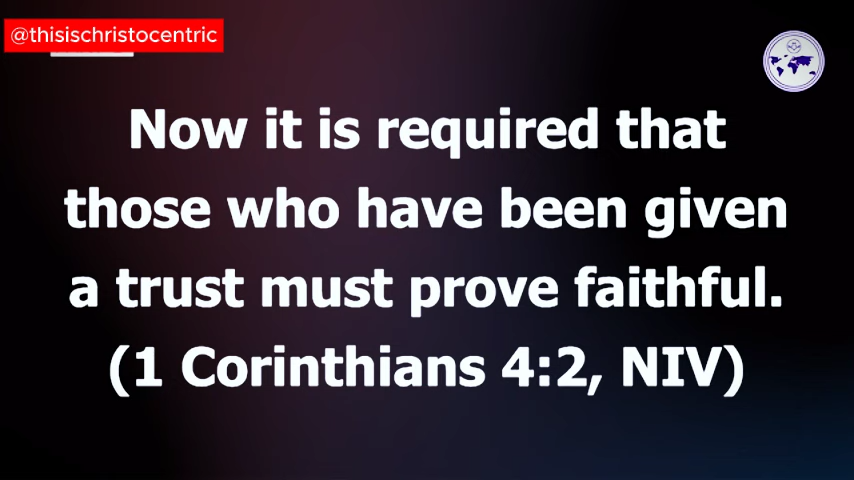 @thisischristocentric
Now it is required that
those who have been given
a trust must prove faithful.
(1 Corinthians 4:2, NIV)